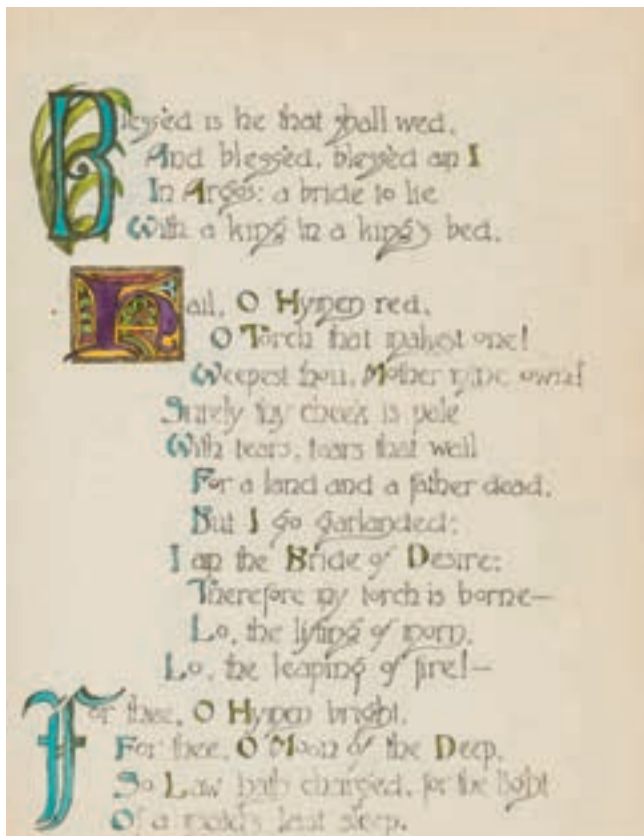 Blessèd is he that shall wed,
And blessèd, blessèd am I
In Argos: a bride to lie
With a king in a king's bed.
Hail, O Hymen red,
O Torch that makest one!
Weepest thou, Mother mine own?
Surely thy cheek is pale
With tears, tears that wail
For a land and a father dead.
But I go garlanded:
I am the Bride of Desire:
Therefore my torch is borne—
Lo, the lifting of morn,
Lo, the leaping of fire!—
For thee, O Hymen bright,
For thee, O Moon of the Deep,
So Law hath charged, for the light
Of a maid's last sleep.